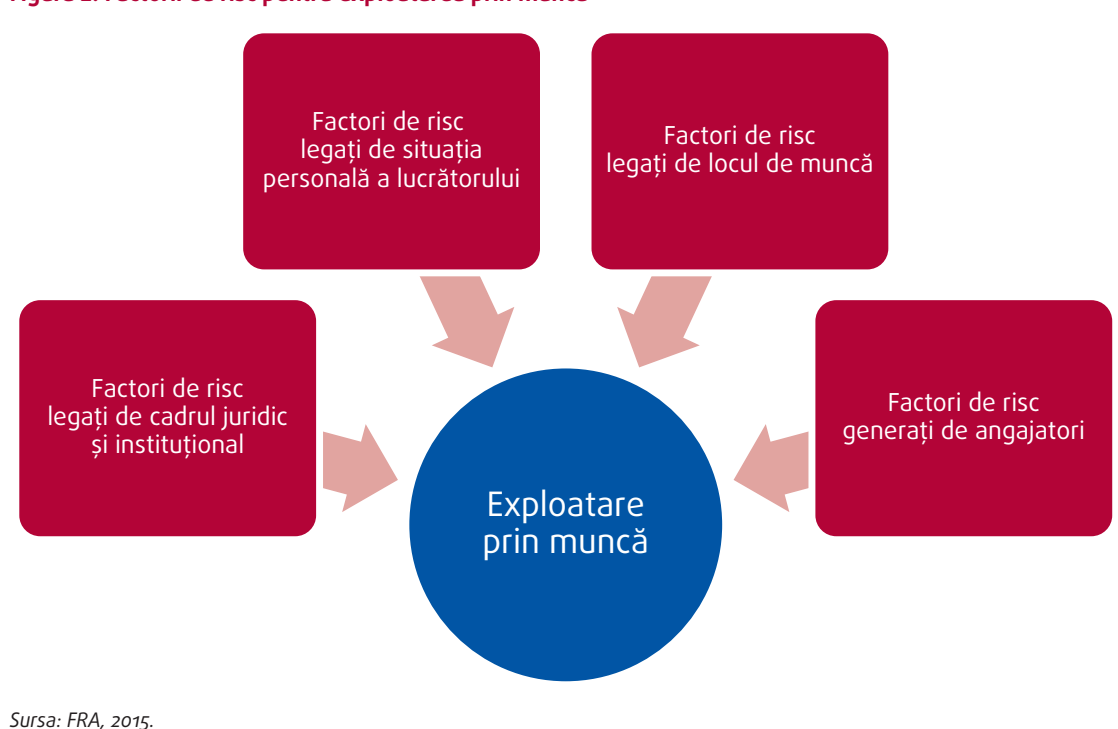 Factori de risc
legați de situația
personală a lucrătorului
Factori de risc
legați de locul de muncă
Factori de risc
legați de cadrul juridic
și instituțional
Factori de risc
generați de angajatori
Exploatare
prin muncă
Sursa: FRA, 2015.